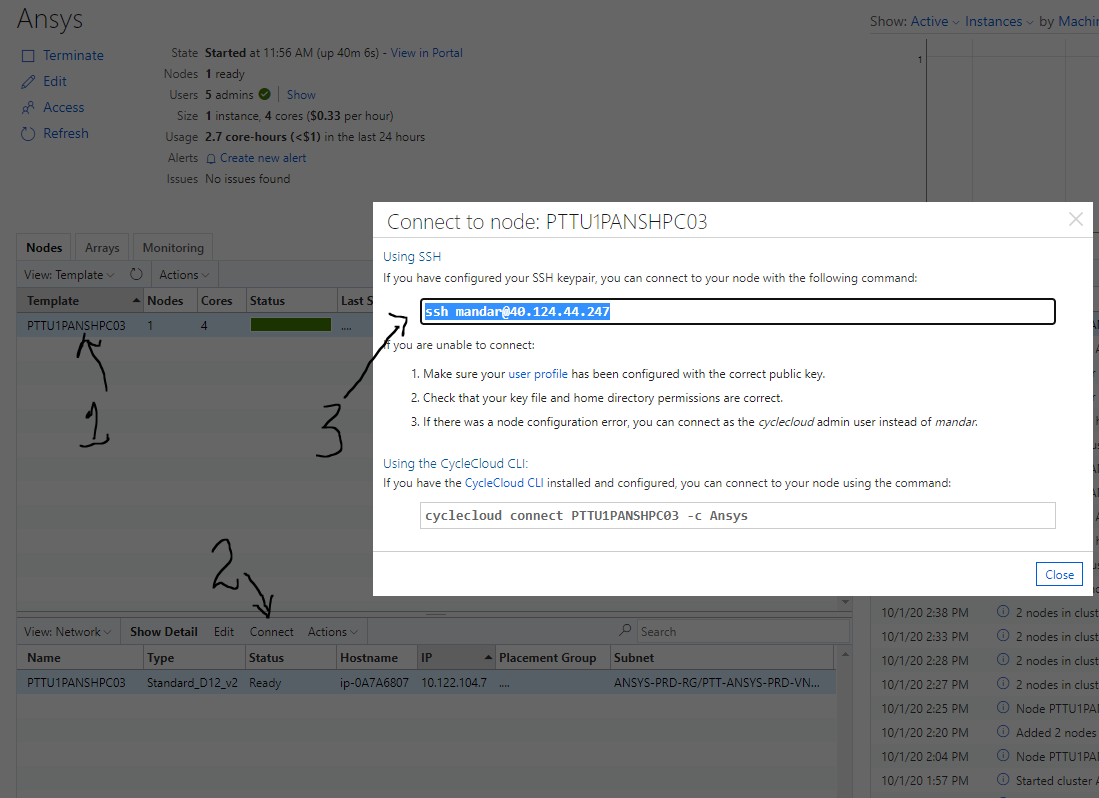 Ansys
Terminate
Edit
Access
Refresh
State Started at 11:56 AM (up 40m 6s) - View in Portal
Nodes 1 ready
Users 5 admins Show
Size 1 instance, 4 cores ($0.33 per hour)
Usage 2.7 core-hours (<$1) in the last 24 hours
Alerts Create new alert
Issues No issues found
Show: Active Instances by Machin
1
Nodes Arrays Monitoring
View: Template Actions
Template Nodes Cores Status Last S
PTTU1PANSHPC03 1 4 ....
1
2
3
Connect to node: PTTU1PANSHPC03
Using SSH
If you have configured your SSH keypair, you can connect to your node with the following command:
ssh mandar@40.124.44.247
If you are unable to connect:
1. Make sure your user profile has been configured with the correct public key.
2. Check that your key file and home directory permissions are correct.
3. If there was a node configuration error, you can connect as the cyclecloud admin user instead of mandar.
Using the CycleCloud CLI:
If you have the CycleCloud CLI installed and configured, you can connect to your node using the command:
cyclecloud connect PTTU1PANSHPC03 -c Ansys
Close
View: Network Show Detail Edit Connect Actions Search
Name Type Status Hostname IP Placement Group Subnet
PTTU1PANSHPC03 Standard_D12_v2 Ready ip-0A7A6807 10.122.104.7 .... ANSYS-PRD-RG/PTT-ANSYS-PRD-VN...
10/1/20 2:38 PM 2 nodes in clust
10/1/20 2:33 PM 2 nodes in clust
10/1/20 2:28 PM 2 nodes in clust
10/1/20 2:27 PM 2 nodes in clust
10/1/20 2:25 PM Node PTTU1PAN
10/1/20 2:20 PM Added 2 nodes
10/1/20 2:04 PM Node PTTU1PAN
10/1/20 1:57 PM Started cluster A